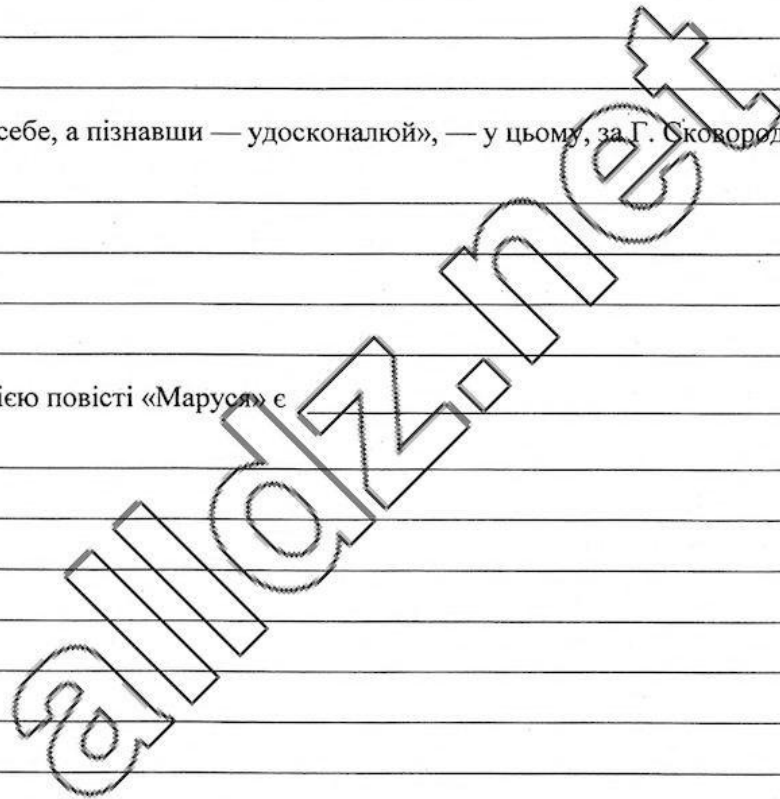 себе, а пізнавши — удосконалюй», — у цьому, за Г. Сковород
ією повісті «Маруся» є
alldz.net